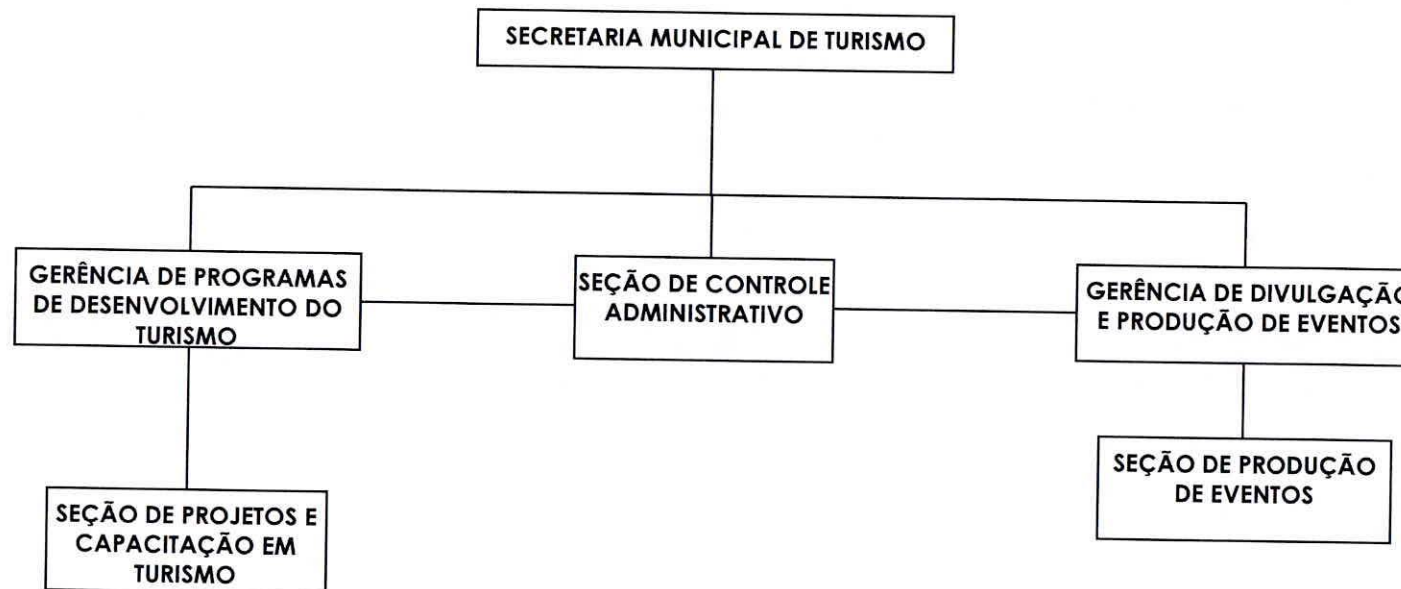 SECRETARIA MUNICIPAL DE TURISMO
GERÊNCIA DE PROGRAMAS
DE DESENVOLVIMENTO DO
TURISMO
SEÇÃO DE CONTROLE
ADMINISTRATIVO
GERÊNCIA DE DIVULGAÇÃO
E PRODUÇÃO DE EVENTOS
SEÇÃO DE PROJETOS E
CAPACITAÇÃO EM
TURISMO
SEÇÃO DE PRODUÇÃO
DE EVENTOS